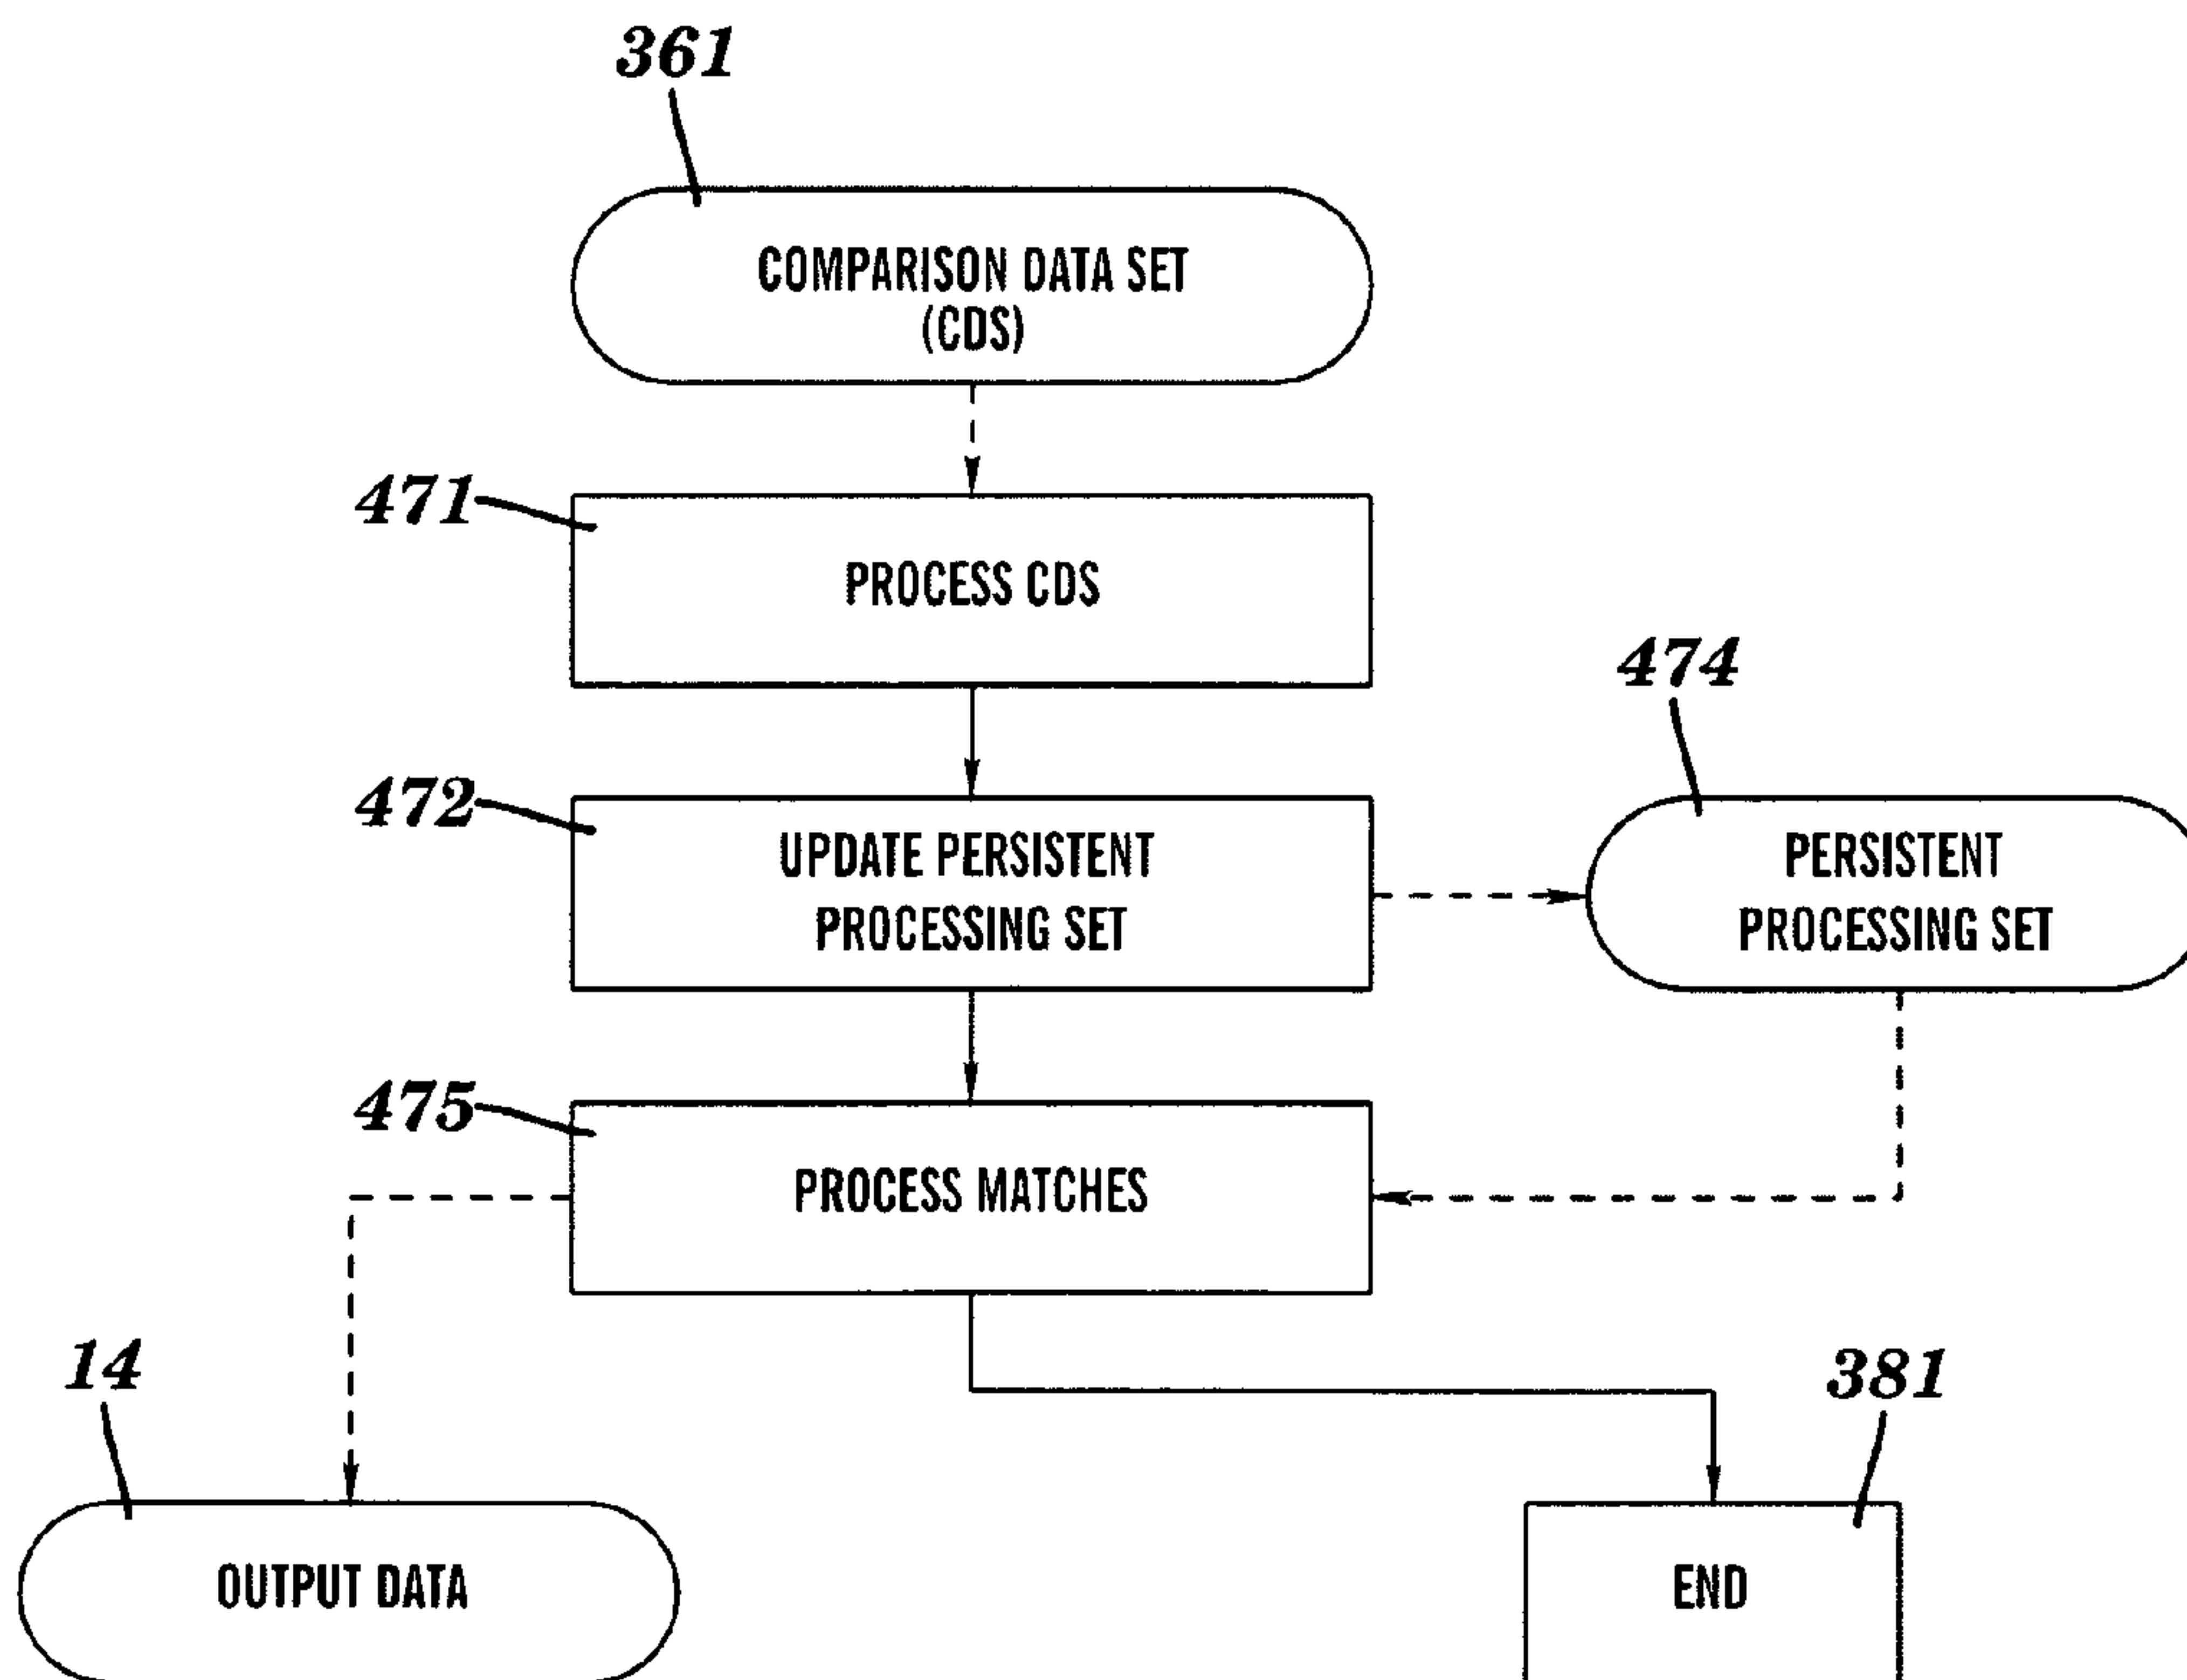 361
COMPARISON DATA SET
(CDS)
471
PROCESS CDS
474
472
UPDATE PERSISTENT
PROCESSING SET
PERSISTENT
PROCESSING SET
475
PROCESS MATCHES
14
381
OUTPUT DATA
END